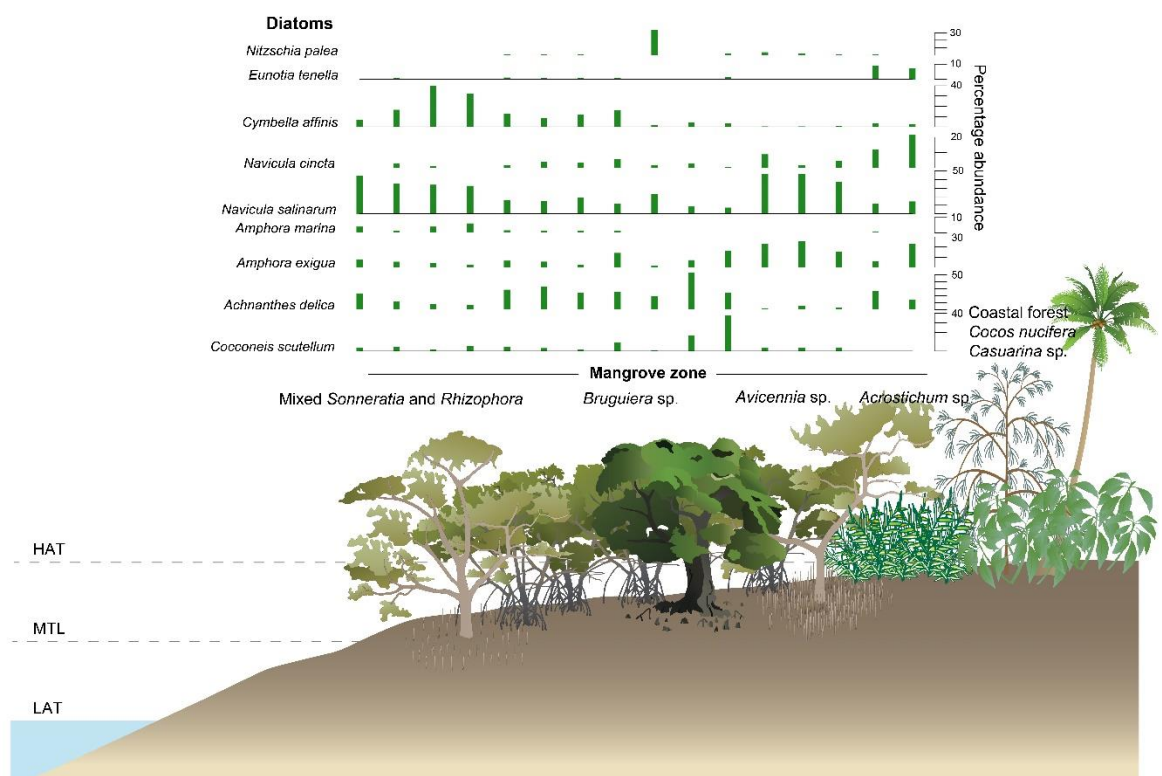 Diatoms
Nitzschia palea
30
Eunotia tenella
10
Cymbella affinis
40
Navicula cincta
20
Navicula salinarum
50
Amphora marina
10
Amphora exigua
30
Achnanthes delica
50
Cocconeis scutellum
40
Percentage abundance
Coastal forest
Cocos nucifera
Casuarina sp.
Mangrove zone
Mixed Sonneratia and Rhizophora
Bruguiera sp.
Avicennia sp.
Acrostichum sp
HAT
MTL
LAT